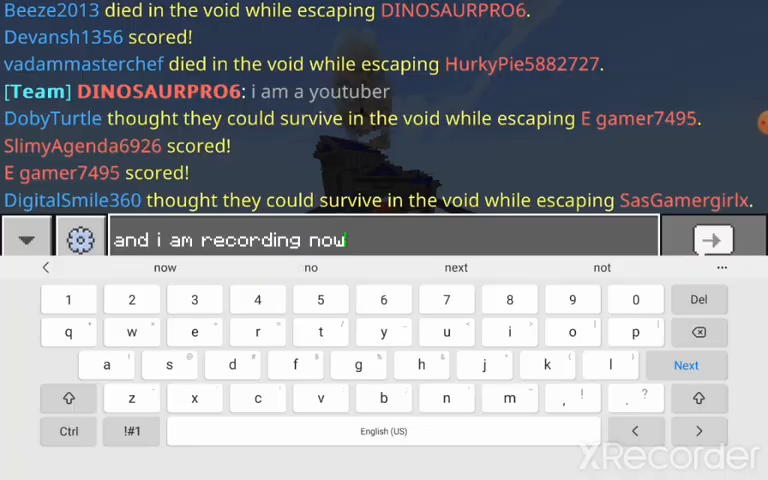 Beeze2013 died in the void while escaping DINOSAURPRO6.
Devansh1356 scored!
vadammasterchef died in the void while escaping HurkyPie5882727.
[Team] DINOSAURPRO6: i am a youtuber
DobyTurtle thought they could survive in the void while escaping E gamer7495.
SlimyAgenda6926 scored!
E gamer7495 scored!
DigitalSmile360 thought they could survive in the void while escaping SasGamergirlx.
and i am recording now
now no next not ...
1 2 3 4 5 6 7 8 9 0 Del
q w e r t y u i o p
a s d f g h j k l Next
z x c v b n m , ! . ?
Ctrl !#1 English (US) < >
XRecorder